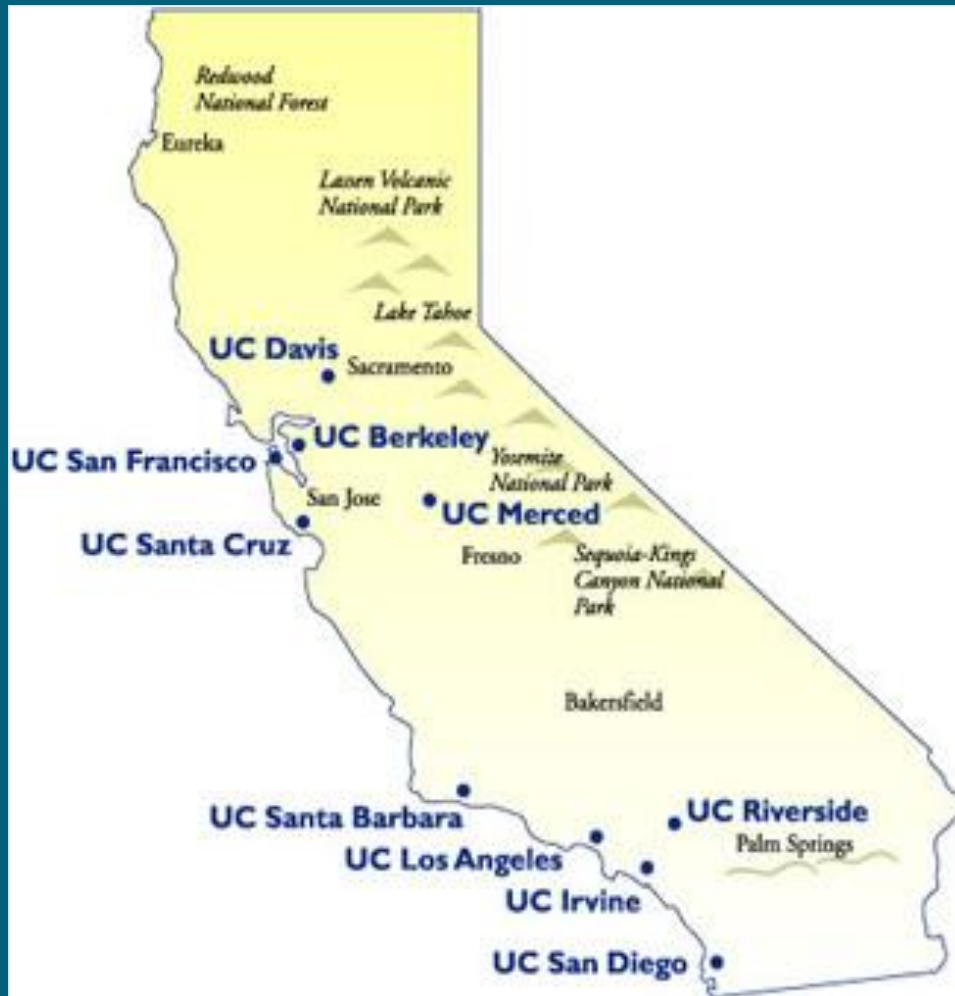 Redwood
National Forest
Eureka
Lassen Volcanic
National Park
Lake Tahoe
UC Davis
Sacramento
UC Berkeley
UC San Francisco
Yosemite
National Park
San Jose
UC Merced
UC Santa Cruz
Fresno
Sequoia-Kings
Canyon National
Park
Bakersfield
UC Santa Barbara
UC Riverside
Palm Springs
UC Los Angeles
UC Irvine
UC San Diego